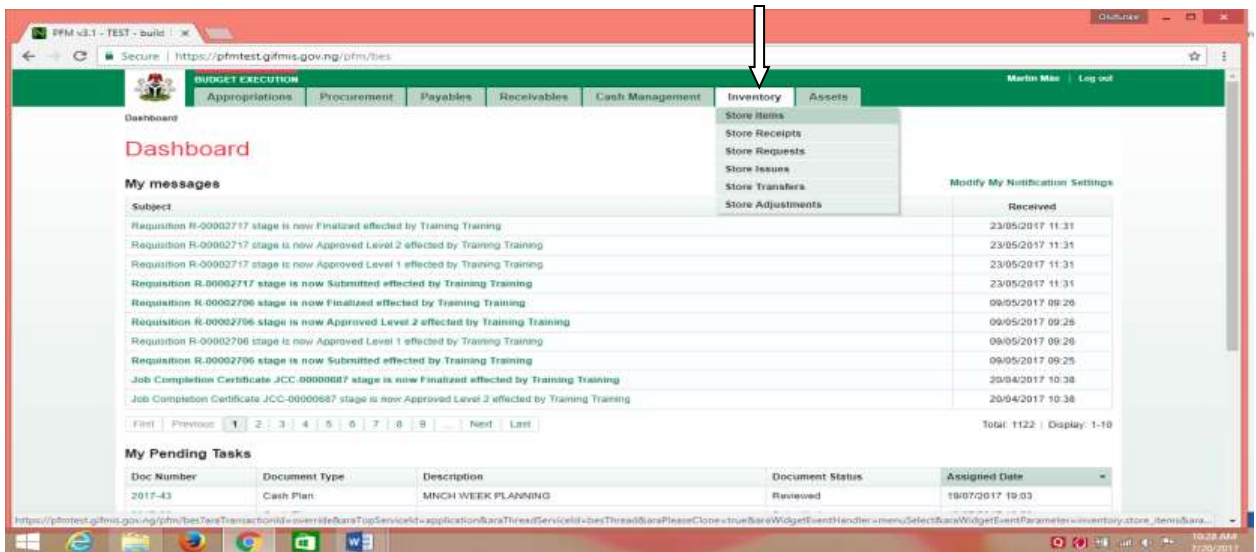 PFM v3.1 - TEST - build
Secure | https://pfmtest.gifmis.gov.ng/pfm/bes
BUDGET EXECUTION
Martin Mav | Log out
Appropriations Procurement Payables Receivables Cash Management Inventory Assets
Dashboard
Store Items
Store Receipts
Store Requests
Store Issues
Store Transfers
Store Adjustments
Dashboard
My messages
Modify My Notification Settings
Subject Received
Requisition R-00002717 stage is now Finalized effected by Training Training 23/05/2017 11:31
Requisition R-00002717 stage is now Approved Level 2 effected by Training Training 23/05/2017 11:31
Requisition R-00002717 stage is now Approved Level 1 effected by Training Training 23/05/2017 11:31
Requisition R-00002717 stage is now Submitted effected by Training Training 23/05/2017 11:31
Requisition R-00002706 stage is now Finalized effected by Training Training 09/05/2017 09:26
Requisition R-00002706 stage is now Approved Level 2 effected by Training Training 09/05/2017 09:26
Requisition R-00002706 stage is now Approved Level 1 effected by Training Training 09/05/2017 09:26
Requisition R-00002706 stage is now Submitted effected by Training Training 09/05/2017 09:25
Job Completion Certificate JCC-00000687 stage is now Finalized effected by Training Training 20/04/2017 10:38
Job Completion Certificate JCC-00000687 stage is now Approved Level 2 effected by Training Training 20/04/2017 10:38
First Previous 1 2 3 4 5 6 7 8 9 ... Next Last Total: 1122 | Display: 1-10
My Pending Tasks
Doc Number Document Type Description Document Status Assigned Date
2017-43 Cash Plan MNCH WEEK PLANNING Reviewed 19/07/2017 19:03
10:28 AM
7/20/2017